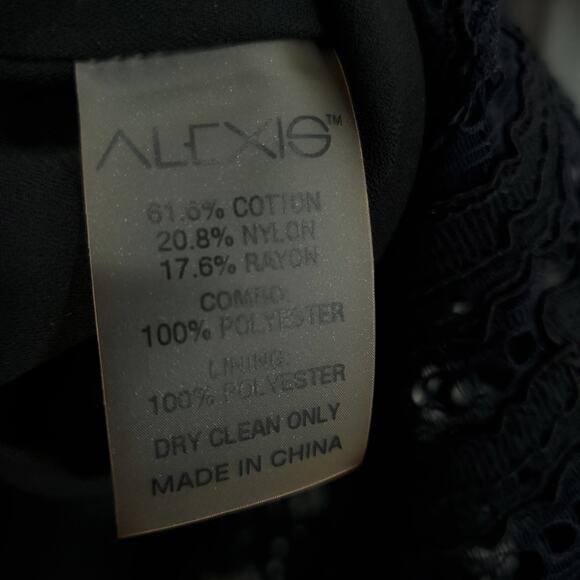 ALEXIS™
61.6% COTTON
20.8% NYLON
17.6% RAYON
COMBO:
100% POLYESTER
LINING:
100% POLYESTER
DRY CLEAN ONLY
MADE IN CHINA